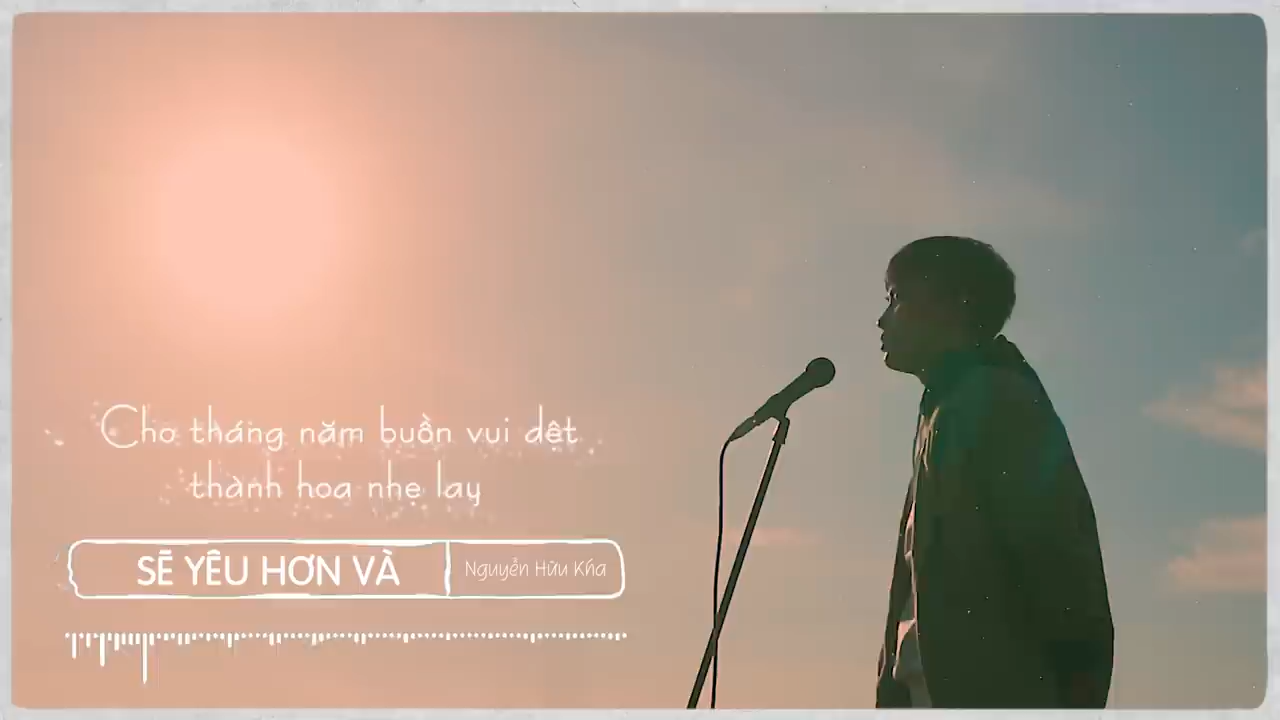 Cho tháng năm buồn vui dệt
thành hoa nhẹ lay
SẼ YÊU HƠN VÀ
Nguyễn Hữu Kha